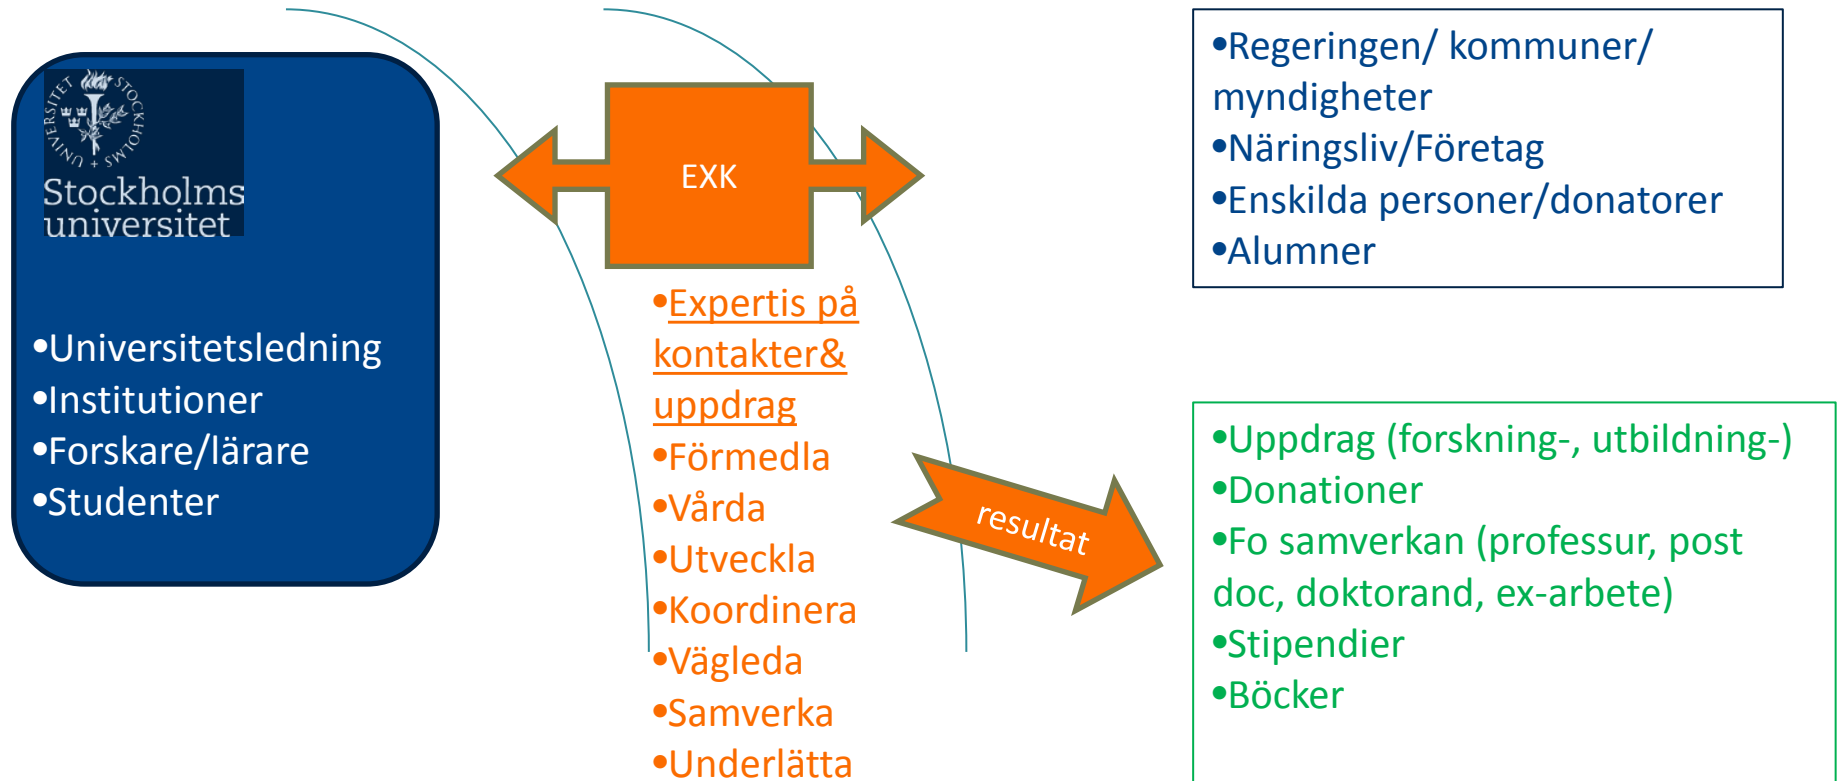 STOCKHOLMS UNIVERSITET
Stockholms
universitet
•Universitetsledning
•Institutioner
•Forskare/lärare
•Studenter
EXK
•Expertis på
kontakter&
uppdrag
•Förmedla
•Vårda
•Utveckla
•Koordinera
•Vägleda
•Samverka
•Underlätta
resultat
•Regeringen/ kommuner/
myndigheter
•Näringsliv/Företag
•Enskilda personer/donatorer
•Alumner
•Uppdrag (forskning-, utbildning-)
•Donationer
•Fo samverkan (professur, post
doc, doktorand, ex-arbete)
•Stipendier
•Böcker